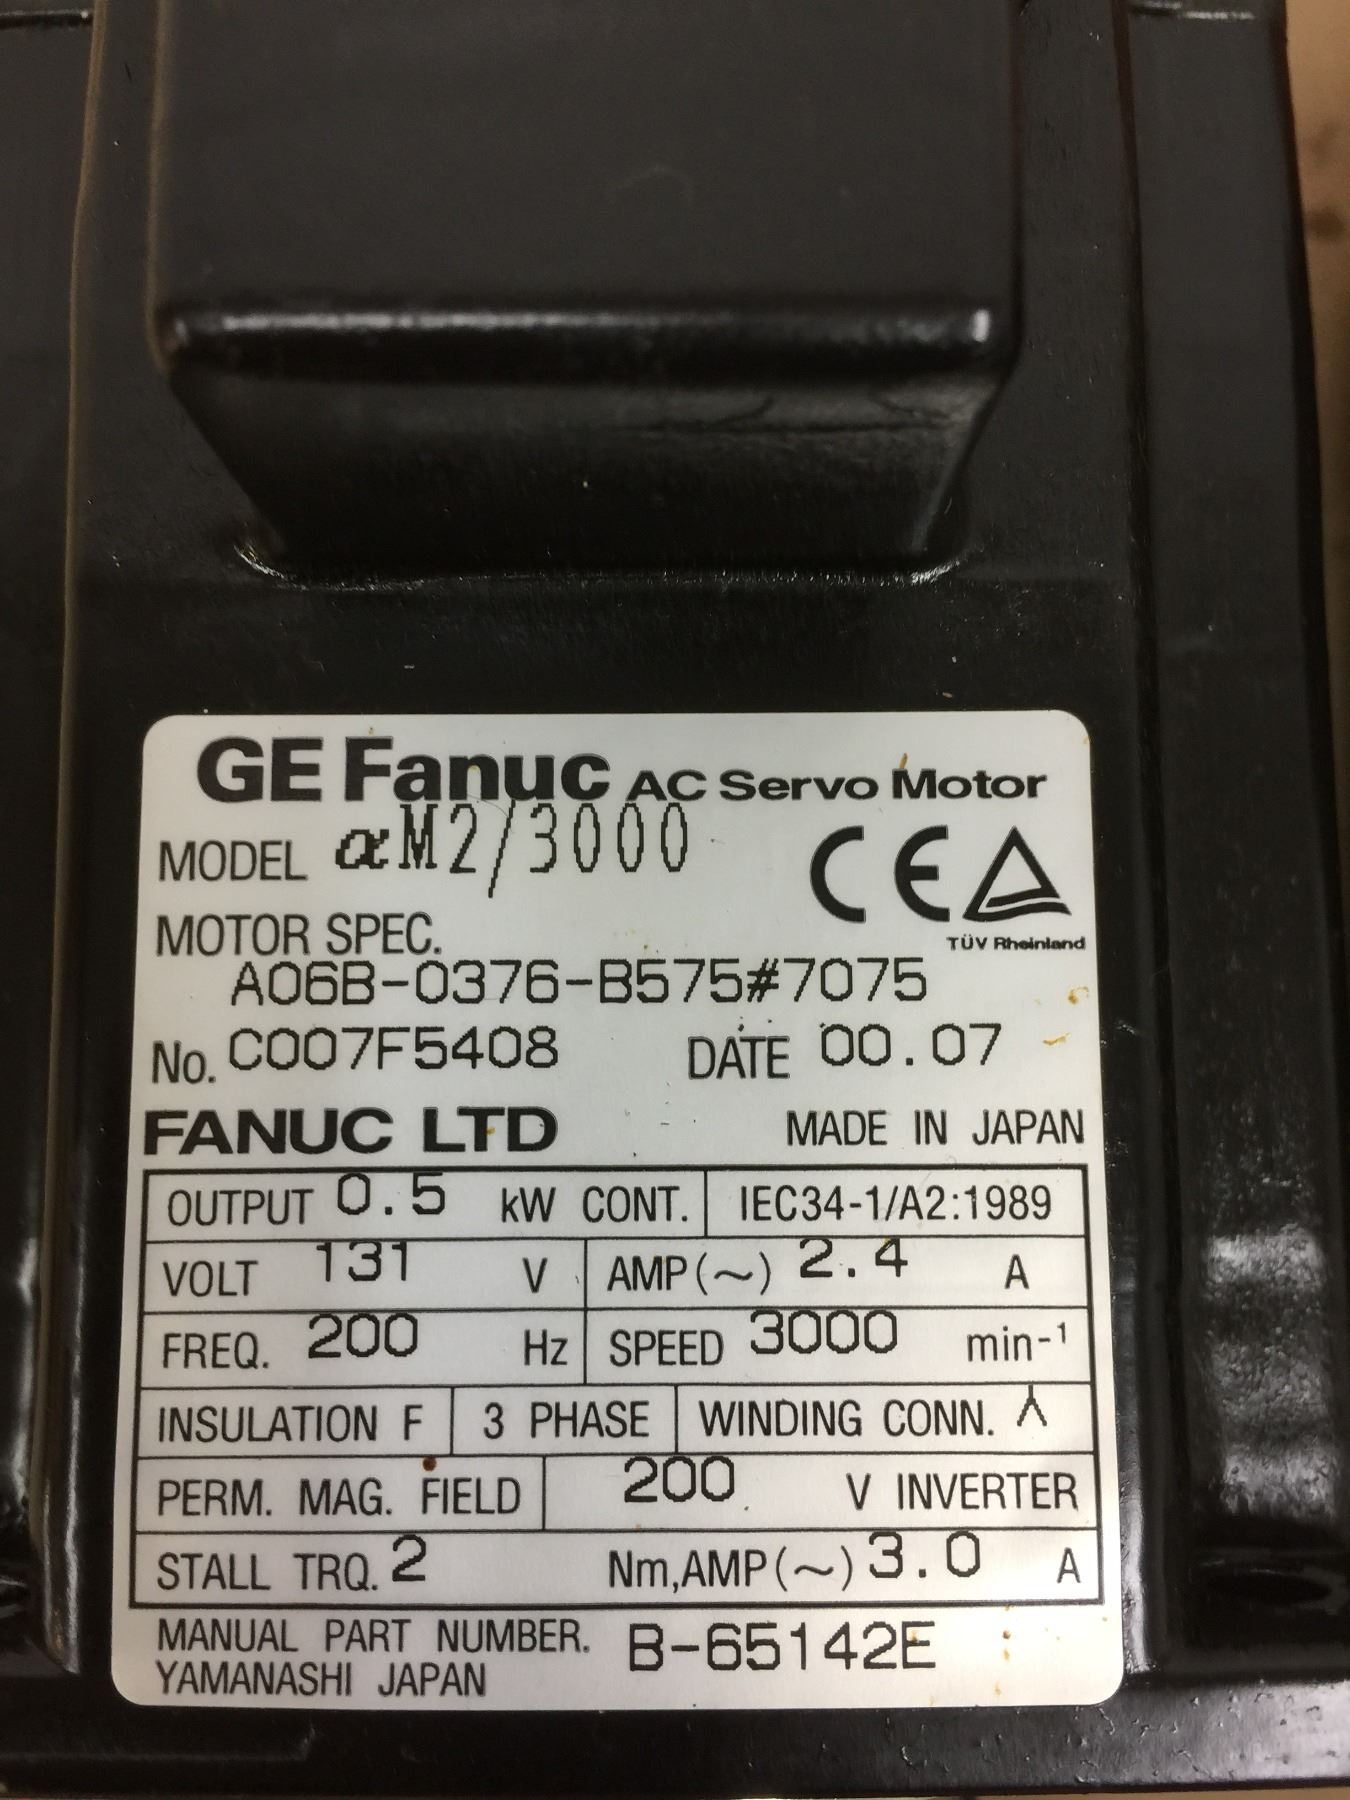 GE Fanuc AC Servo Motor
MODEL αM2/3000
CE
TÜV Rheinland
MOTOR SPEC.
A06B-0376-B575#7075
No. C007F5408 DATE 00.07
FANUC LTD MADE IN JAPAN
OUTPUT 0.5 kW CONT. IEC34-1/A2:1989
VOLT 131 V AMP(~) 2.4 A
FREQ. 200 Hz SPEED 3000 min-¹
INSULATION F 3 PHASE WINDING CONN. 人
PERM. MAG. FIELD 200 V INVERTER
STALL TRQ. 2 Nm,AMP(~) 3.0 A
MANUAL PART NUMBER. B-65142E
YAMANASHI JAPAN